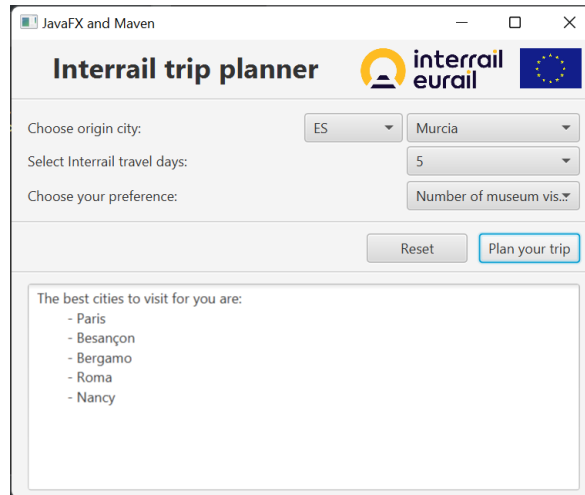 JavaFX and Maven
Interrail trip planner
interrail
eurail
Choose origin city:
ES
Murcia
Select Interrail travel days:
5
Choose your preference:
Number of museum vis...
Reset
Plan your trip
The best cities to visit for you are:
- Paris
- Besançon
- Bergamo
- Roma
- Nancy